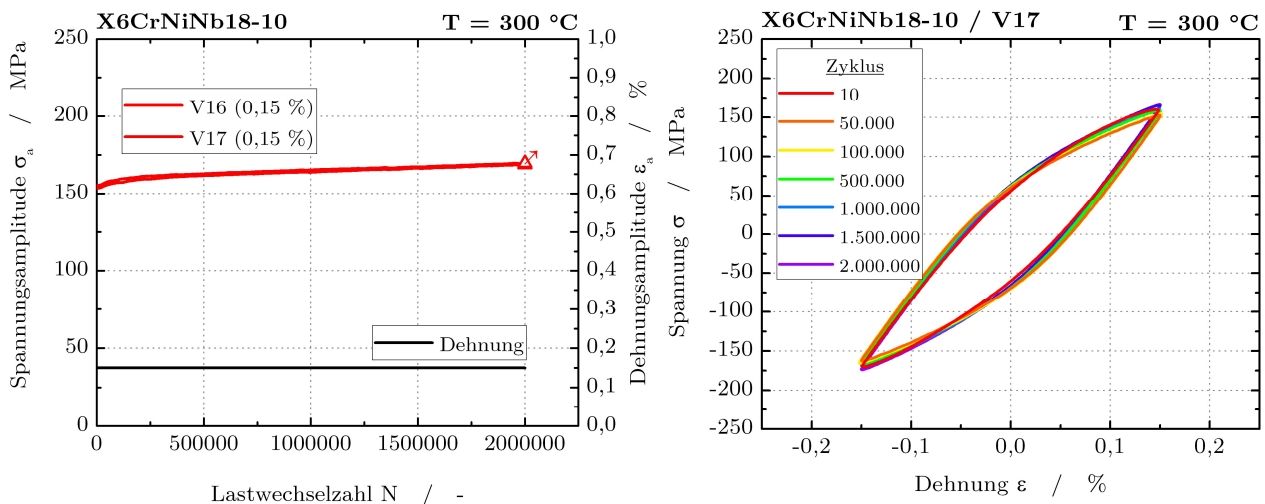 X6CrNiNb18-10 T = 300 °C
Spannungsamplitude σa / MPa
250
200
150
100
50
0
V16 (0,15 %)
V17 (0,15 %)
Dehnung
1,0
0,9
0,8
0,7
0,6
0,5
0,4
0,3
0,2
0,1
0,0
Dehnungsamplitude εa / %
0 500000 1000000 1500000 2000000
Lastwechselzahl N / -
X6CrNiNb18-10 / V17 T = 300 °C
Spannung σ / MPa
250
200
150
100
50
0
-50
-100
-150
-200
-250
Zyklus
10
50.000
100.000
500.000
1.000.000
1.500.000
2.000.000
-0,2 -0,1 0,0 0,1 0,2
Dehnung ε / %